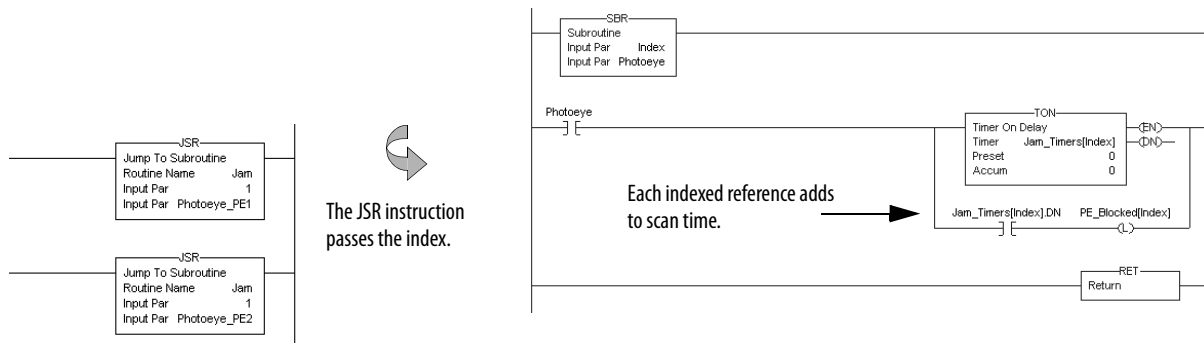 JSR
Jump To Subroutine
Routine Name Jam
Input Par 1
Input Par Photoeye_PE1
JSR
Jump To Subroutine
Routine Name Jam
Input Par 1
Input Par Photoeye_PE2
The JSR instruction
passes the index.
SBR
Subroutine
Input Par Index
Input Par Photoeye
Photoeye
TON
Timer On Delay
Timer Jam_Timers[Index]
Preset 0
Accum 0
EN
DN
Each indexed reference adds
to scan time.
Jam_Timers[Index].DN PE_Blocked[Index]
L
RET
Return